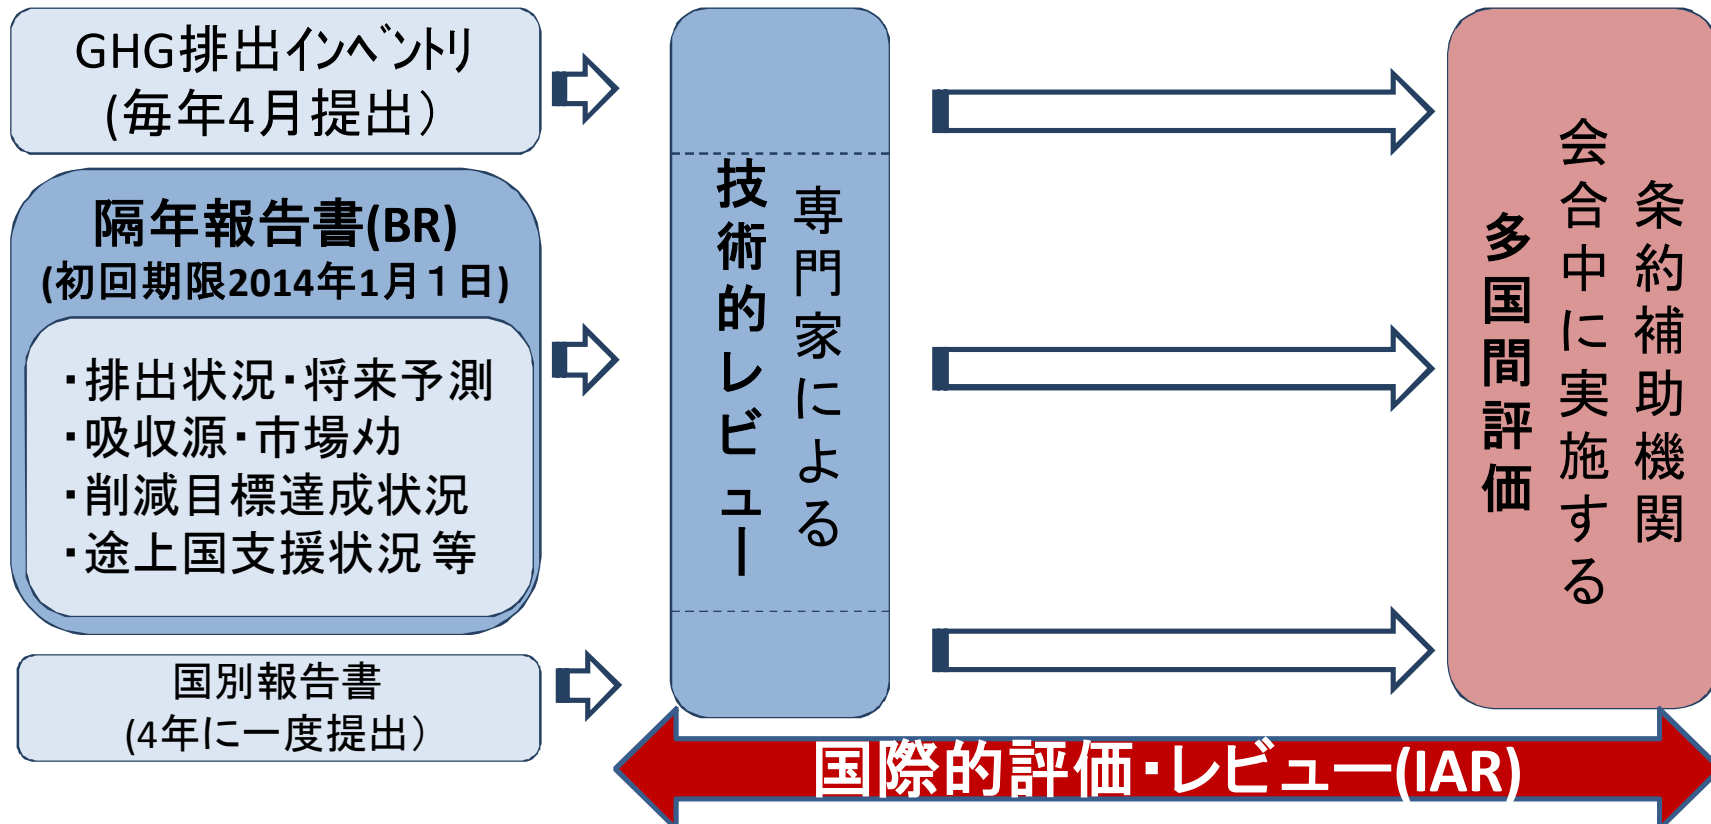 GHG排出インベントリ
(毎年4月提出)
隔年報告書(BR)
(初回期限2014年1月1日)
・排出状況・将来予測
・吸収源・市場メカ
・削減目標達成状況
・途上国支援状況 等
国別報告書
(4年に一度提出)
専門家による
技術的レビュー
条約補助機関
会合中に実施する
多国間評価
国際的評価・レビュー(IAR)